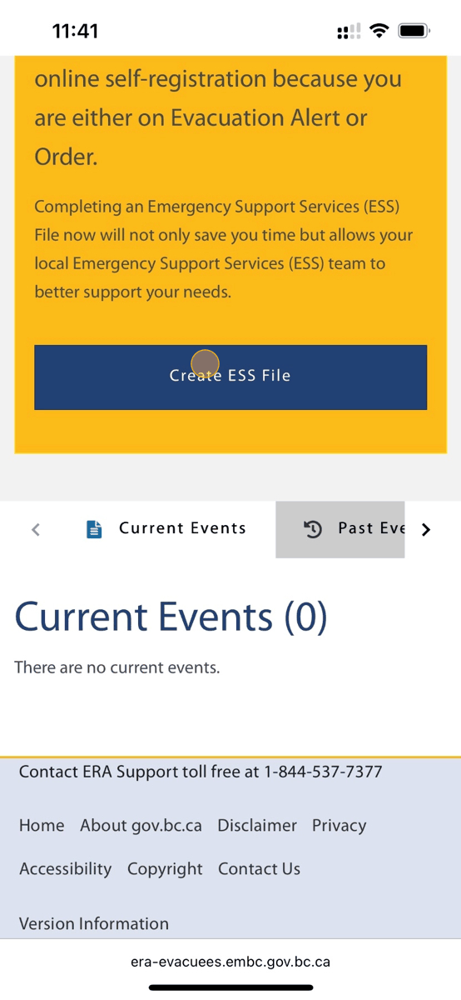 11:41
online self-registration because you
are either on Evacuation Alert or
Order.
Completing an Emergency Support Services (ESS)
File now will not only save you time but allows your
local Emergency Support Services (ESS) team to
better support your needs.
Create ESS File
Current Events Past Eve
Current Events (0)
There are no current events.
Contact ERA Support toll free at 1-844-537-7377
Home About gov.bc.ca Disclaimer Privacy
Accessibility Copyright Contact Us
Version Information
era-evacuees.embc.gov.bc.ca